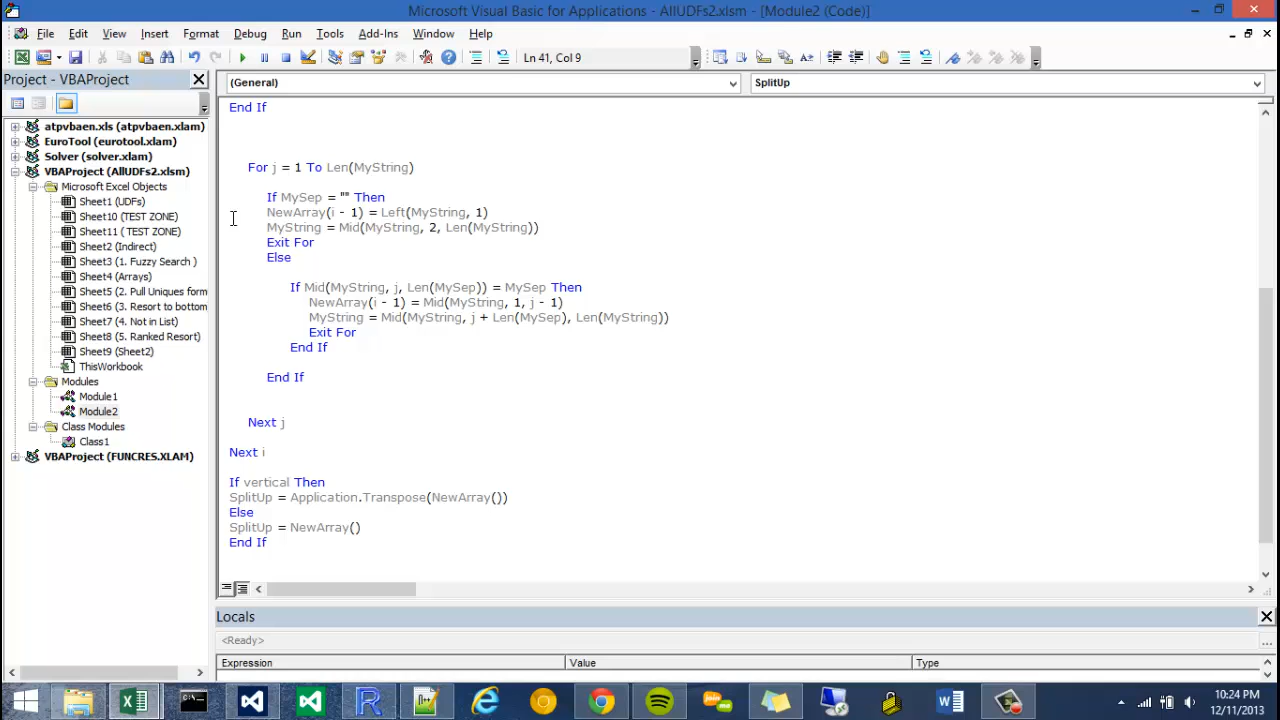 Microsoft Visual Basic for Applications - AllUDFs2.xlsm - [Module2 (Code)]
File Edit View Insert Format Debug Run Tools Add-Ins Window Help
Ln 41, Col 9
Project - VBAProject
(General) SplitUp
atpvbaen.xls (atpvbaen.xlam)
EuroTool (eurotool.xlam)
Solver (solver.xlam)
VBAProject (AllUDFs2.xlsm)
Microsoft Excel Objects
Sheet1 (UDFs)
Sheet10 (TEST ZONE)
Sheet11 ( TEST ZONE)
Sheet2 (Indirect)
Sheet3 (1. Fuzzy Search )
Sheet4 (Arrays)
Sheet5 (2. Pull Uniques form
Sheet6 (3. Resort to bottom
Sheet7 (4. Not in List)
Sheet8 (5. Ranked Resort)
Sheet9 (Sheet2)
ThisWorkbook
Modules
Module1
Module2
Class Modules
Class1
VBAProject (FUNCRES.XLAM)
End If
For j = 1 To Len(MyString)
If MySep = "" Then
NewArray(i - 1) = Left(MyString, 1)
MyString = Mid(MyString, 2, Len(MyString))
Exit For
Else
If Mid(MyString, j, Len(MySep)) = MySep Then
NewArray(i - 1) = Mid(MyString, 1, j - 1)
MyString = Mid(MyString, j + Len(MySep), Len(MyString))
Exit For
End If
End If
Next j
Next i
If vertical Then
SplitUp = Application.Transpose(NewArray())
Else
SplitUp = NewArray()
End If
Locals
<Ready>
Expression Value Type
10:24 PM
12/11/2013